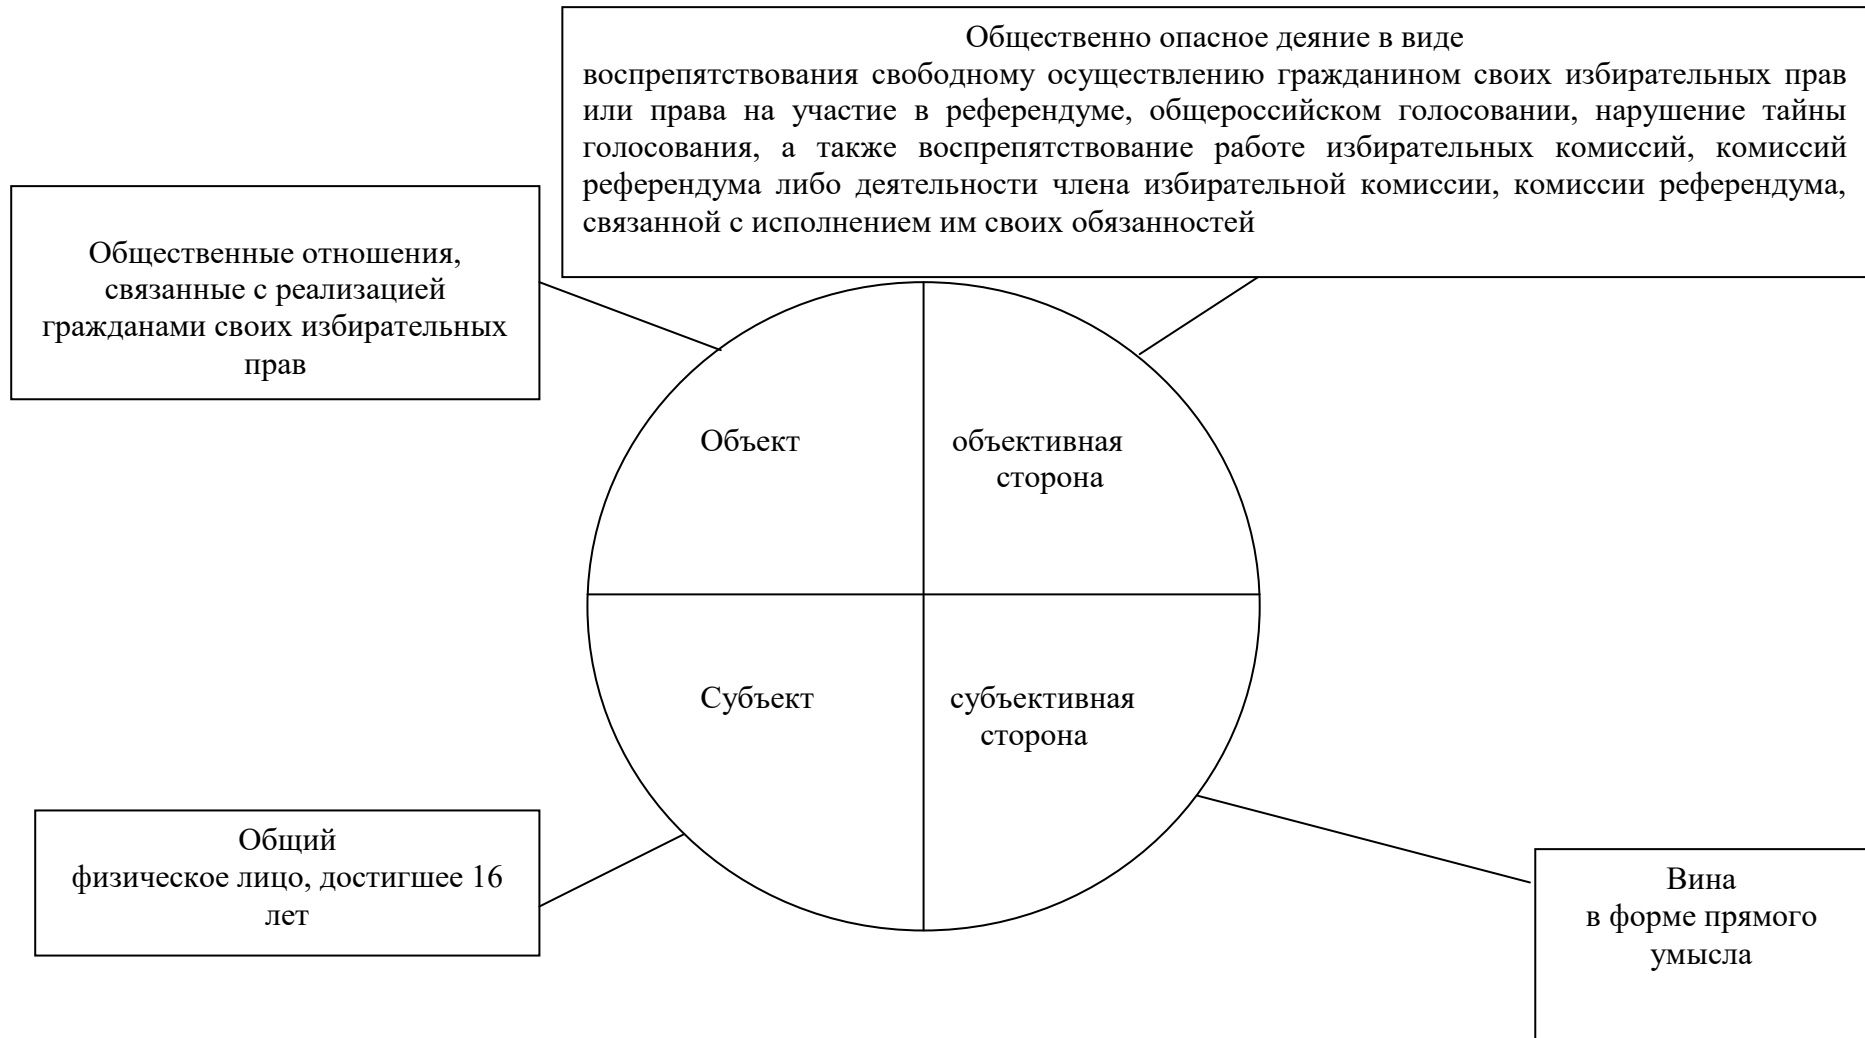 Общественно опасное деяние в виде
воспрепятствования свободному осуществлению гражданином своих избирательных прав
или права на участие в референдуме, общероссийском голосовании, нарушение тайны
голосования, а также воспрепятствование работе избирательных комиссий, комиссий
референдума либо деятельности члена избирательной комиссии, комиссии референдума,
связанной с исполнением им своих обязанностей
Общественные отношения,
связанные с реализацией
гражданами своих избирательных
прав
Объект
объективная
сторона
Субъект
субъективная
сторона
Общий
физическое лицо, достигшее 16
лет
Вина
в форме прямого
умысла